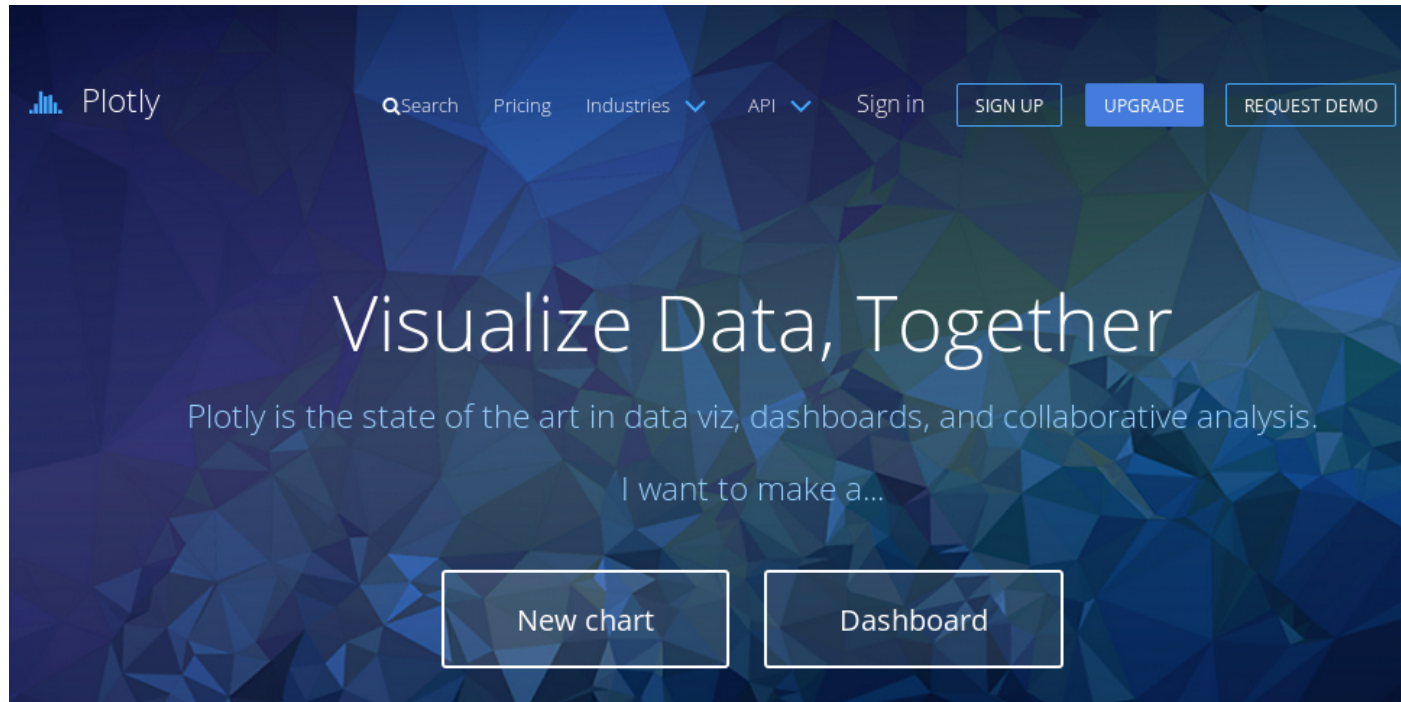 Plotly
Search Pricing Industries API Sign in SIGN UP UPGRADE REQUEST DEMO
Visualize Data, Together
Plotly is the state of the art in data viz, dashboards, and collaborative analysis.
I want to make a...
New chart
Dashboard